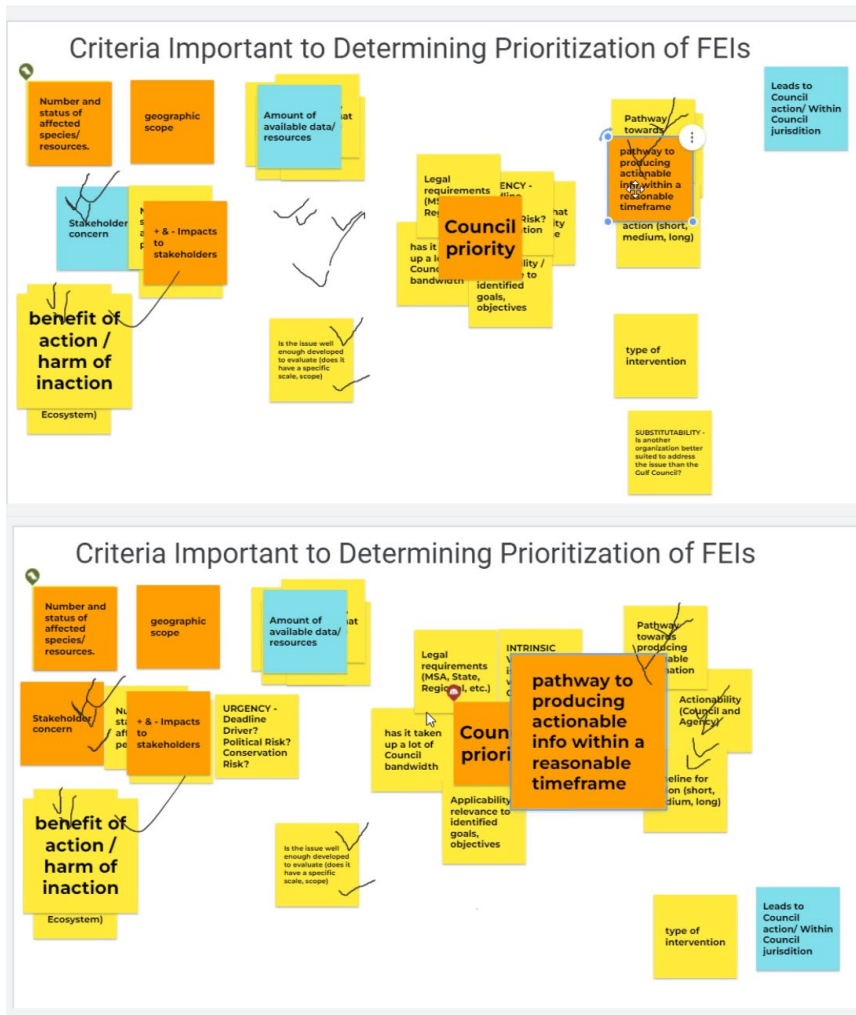 Criteria Important to Determining Prioritization of FEIs
Number and
status of
affected
species/
resources.
geographic
scope
Amount of
available data/
resources
Stakeholder
concern
+ & - Impacts
to
stakeholders
benefit of
action /
harm of
inaction
Ecosystem)
Is the issue well
enough developed
to evaluate (does it
have a specific
scale, scope)
Legal
requirements
Council
priority
has it
up a
bandwidth
to
identified
goals,
objectives
Risk?
Pathway
towards
pathway to
producing
actionable
info within a
reasonable
timeframe
action (short,
medium, long)
type of
intervention
SUBSTITUTABILITY -
Is another
organization better
suited to address
the issue than the
Gulf Council?
Leads to
Council
action/ Within
Council
jurisdition
Criteria Important to Determining Prioritization of FEIs
Number and
status of
affected
species/
resources.
geographic
scope
Amount of
available data/
resources
Stakeholder
concern
+ & - Impacts
to
stakeholders
URGENCY -
Deadline
Driver?
Political Risk?
Conservation
Risk?
benefit of
action /
harm of
inaction
Ecosystem)
Is the issue well
enough developed
to evaluate (does it
have a specific
scale, scope)
Legal
requirements
(MSA, State,
etc.)
INTRINSIC
has it taken
up a lot of
Council
bandwidth
Applicability
relevance to
identified
goals,
objectives
pathway to
producing
actionable
info within a
reasonable
timeframe
Pathway
towards
producing
Actionability
(Council and
Agency)
for
(short,
long)
type of
intervention
Leads to
Council
action/ Within
Council
jurisdition